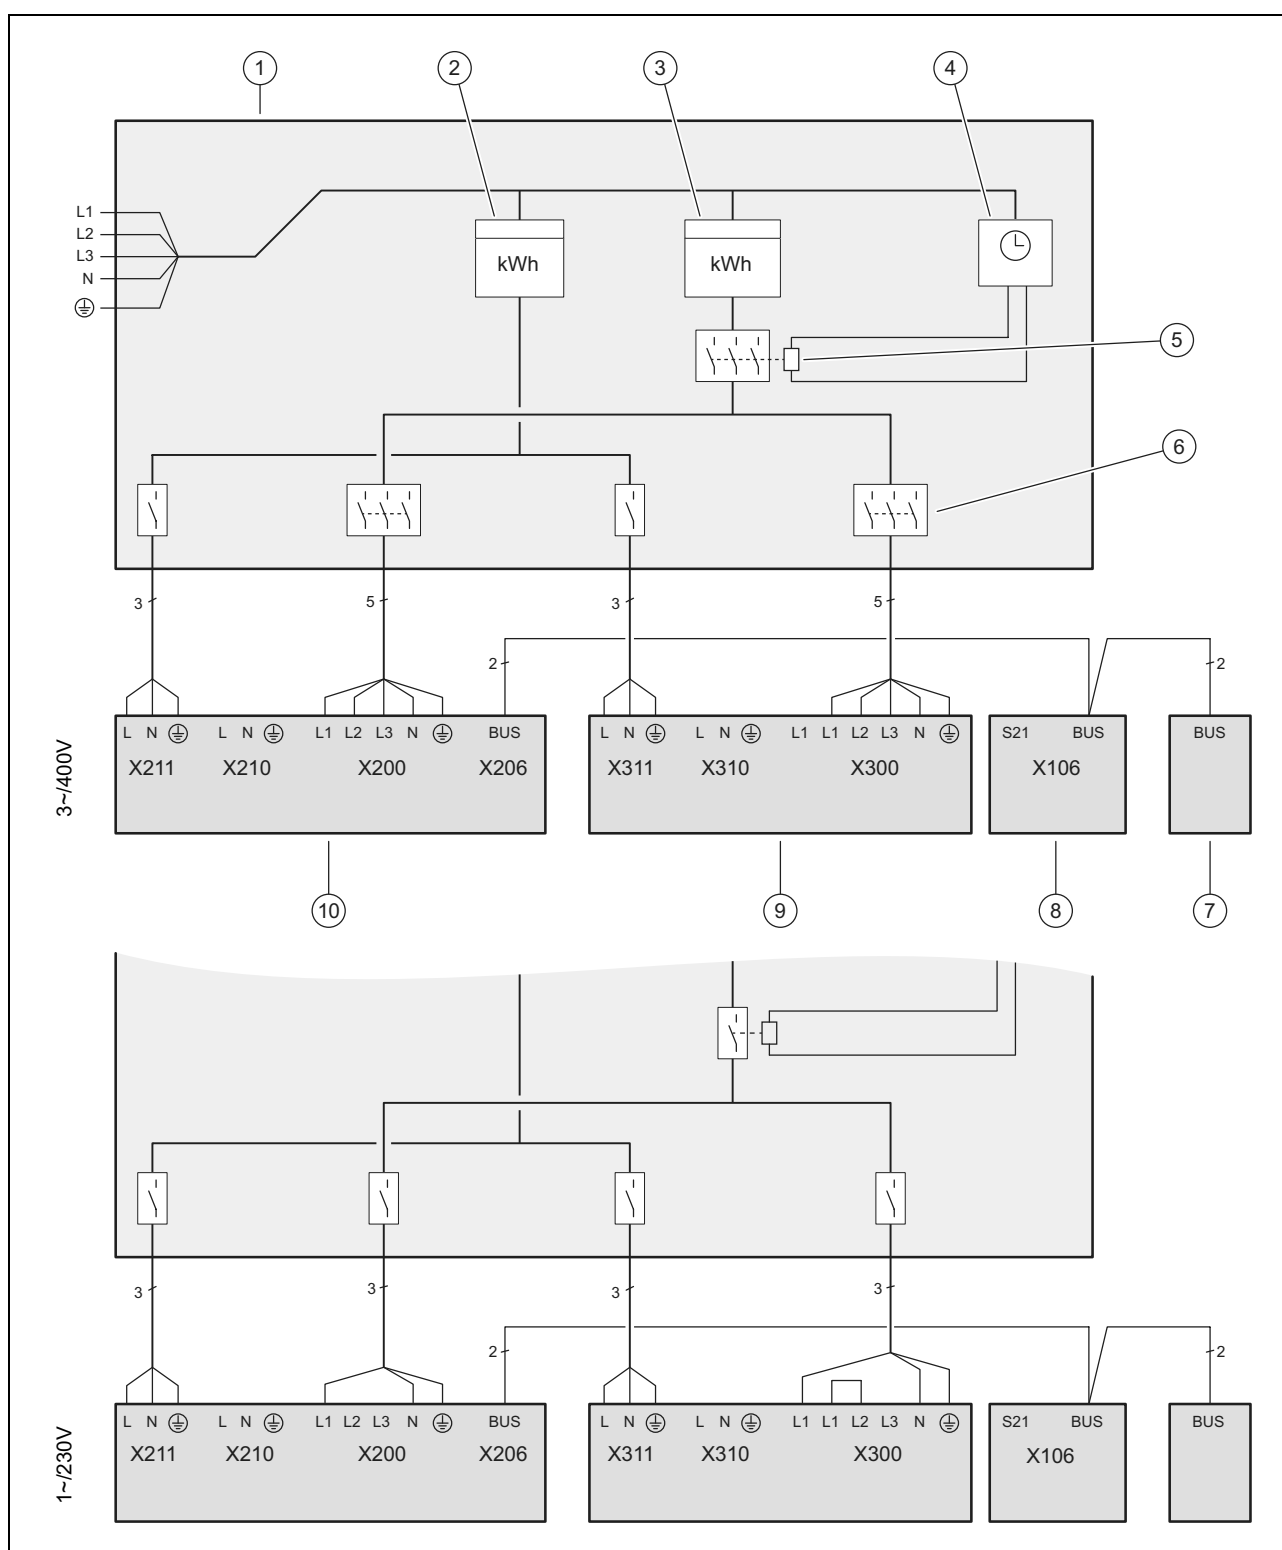 1 2 3 4
L1
L2
L3
N
kWh kWh
5
6
3 5 3 5
2 2
3~/400V
L N L N L1 L2 L3 N BUS L N L N L1 L1 L2 L3 N S21 BUS BUS
X211 X210 X200 X206 X311 X310 X300 X106
10 9 8 7
3 3 3 3
2 2
1~/230V
L N L N L1 L2 L3 N BUS L N L N L1 L1 L2 L3 N S21 BUS BUS
X211 X210 X200 X206 X311 X310 X300 X106